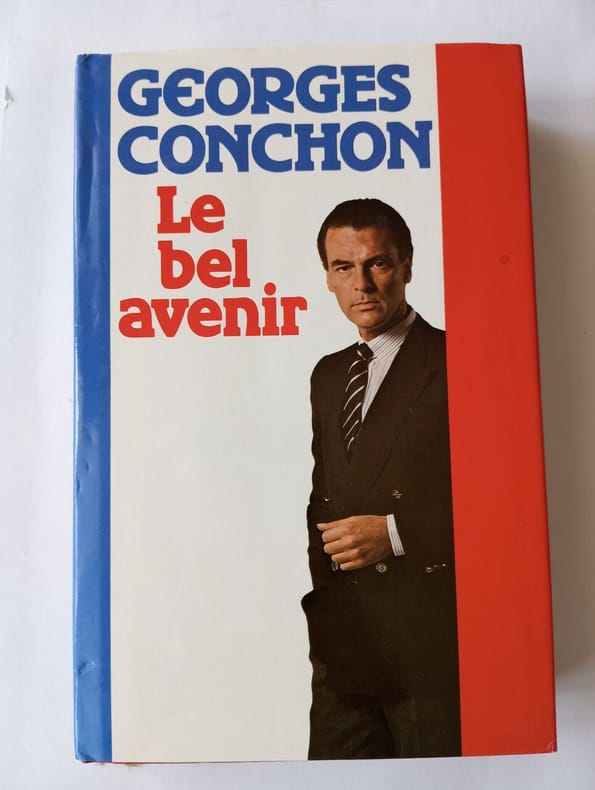 GEORGES
CONCHON
Le
bel
avenir